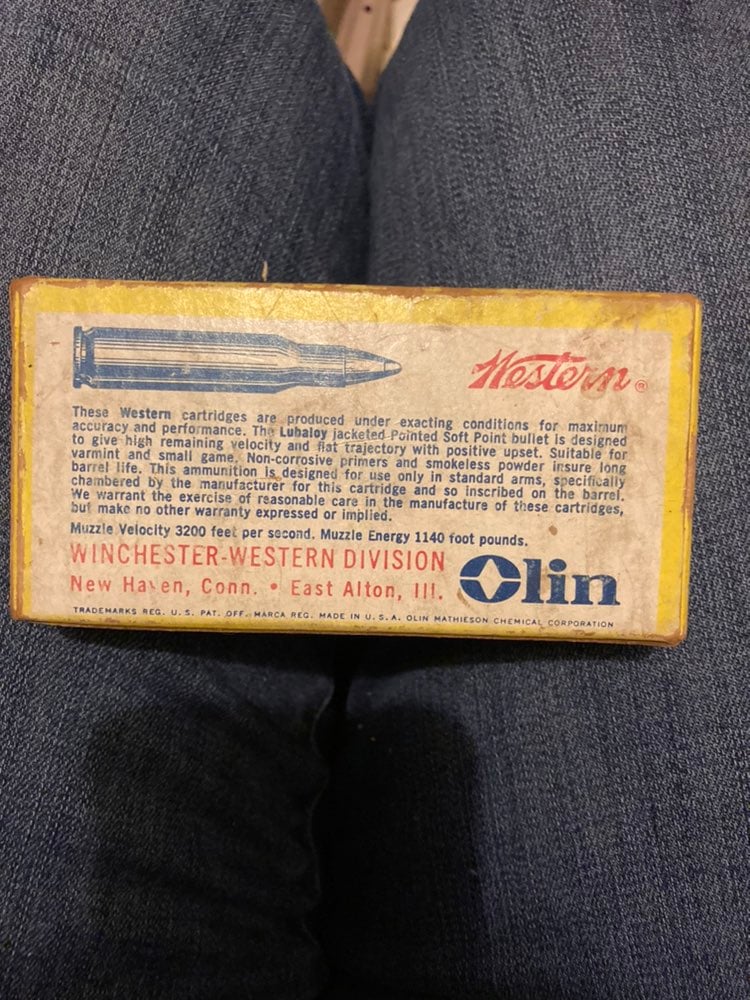 Western®
These Western cartridges are produced under exacting conditions for maximum
accuracy and performance. The Lubaloy jacketed Pointed Soft Point bullet is designed
to give high remaining velocity and flat trajectory with positive upset. Suitable for
varmint and small game. Non-corrosive primers and smokeless powder insure long
barrel life. This ammunition is designed for use only in standard arms, specifically
chambered by the manufacturer for this cartridge and so inscribed on the barrel.
We warrant the exercise of reasonable care in the manufacture of these cartridges,
but make no other warranty expressed or implied.
Muzzle Velocity 3200 feet per second. Muzzle Energy 1140 foot pounds.
WINCHESTER-WESTERN DIVISION
New Haven, Conn. • East Alton, Ill.
Olin
TRADEMARKS REG. U. S. PAT. OFF. MARCA REG. MADE IN U. S. A. OLIN MATHIESON CHEMICAL CORPORATION